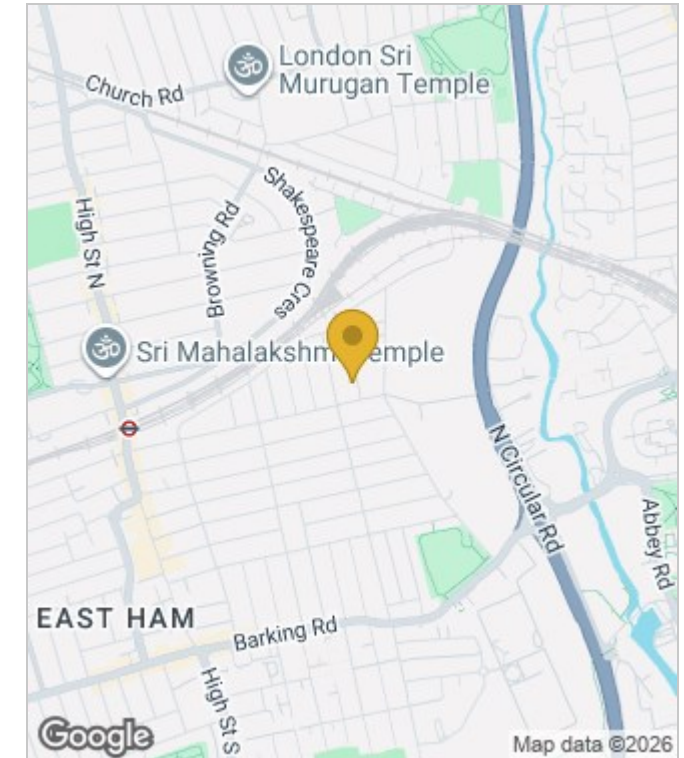 London Sri
Murugan Temple
Church Rd
Shakespeare Cres
High St N
Browning Rd
Sri Mahalakshmi Temple
N Circular Rd
Abbey Rd
EAST HAM
Barking Rd
High St S
Google
Map data ©2026